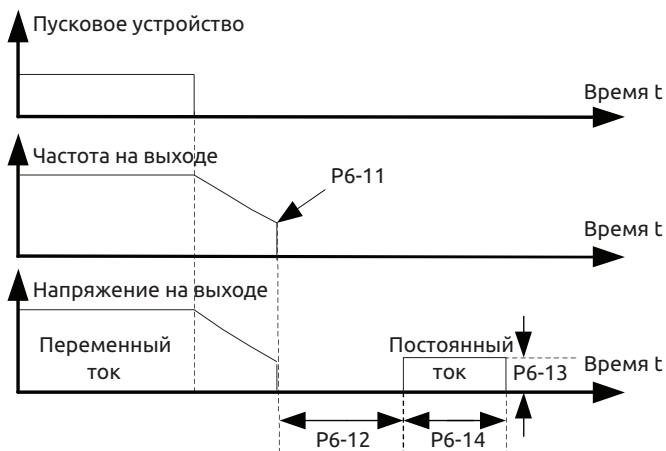 Пусковое устройство
Время t
Частота на выходе
P6-11
Время t
Напряжение на выходе
Переменный
ток
Постоянный
ток
P6-13
Время t
P6-12
P6-14